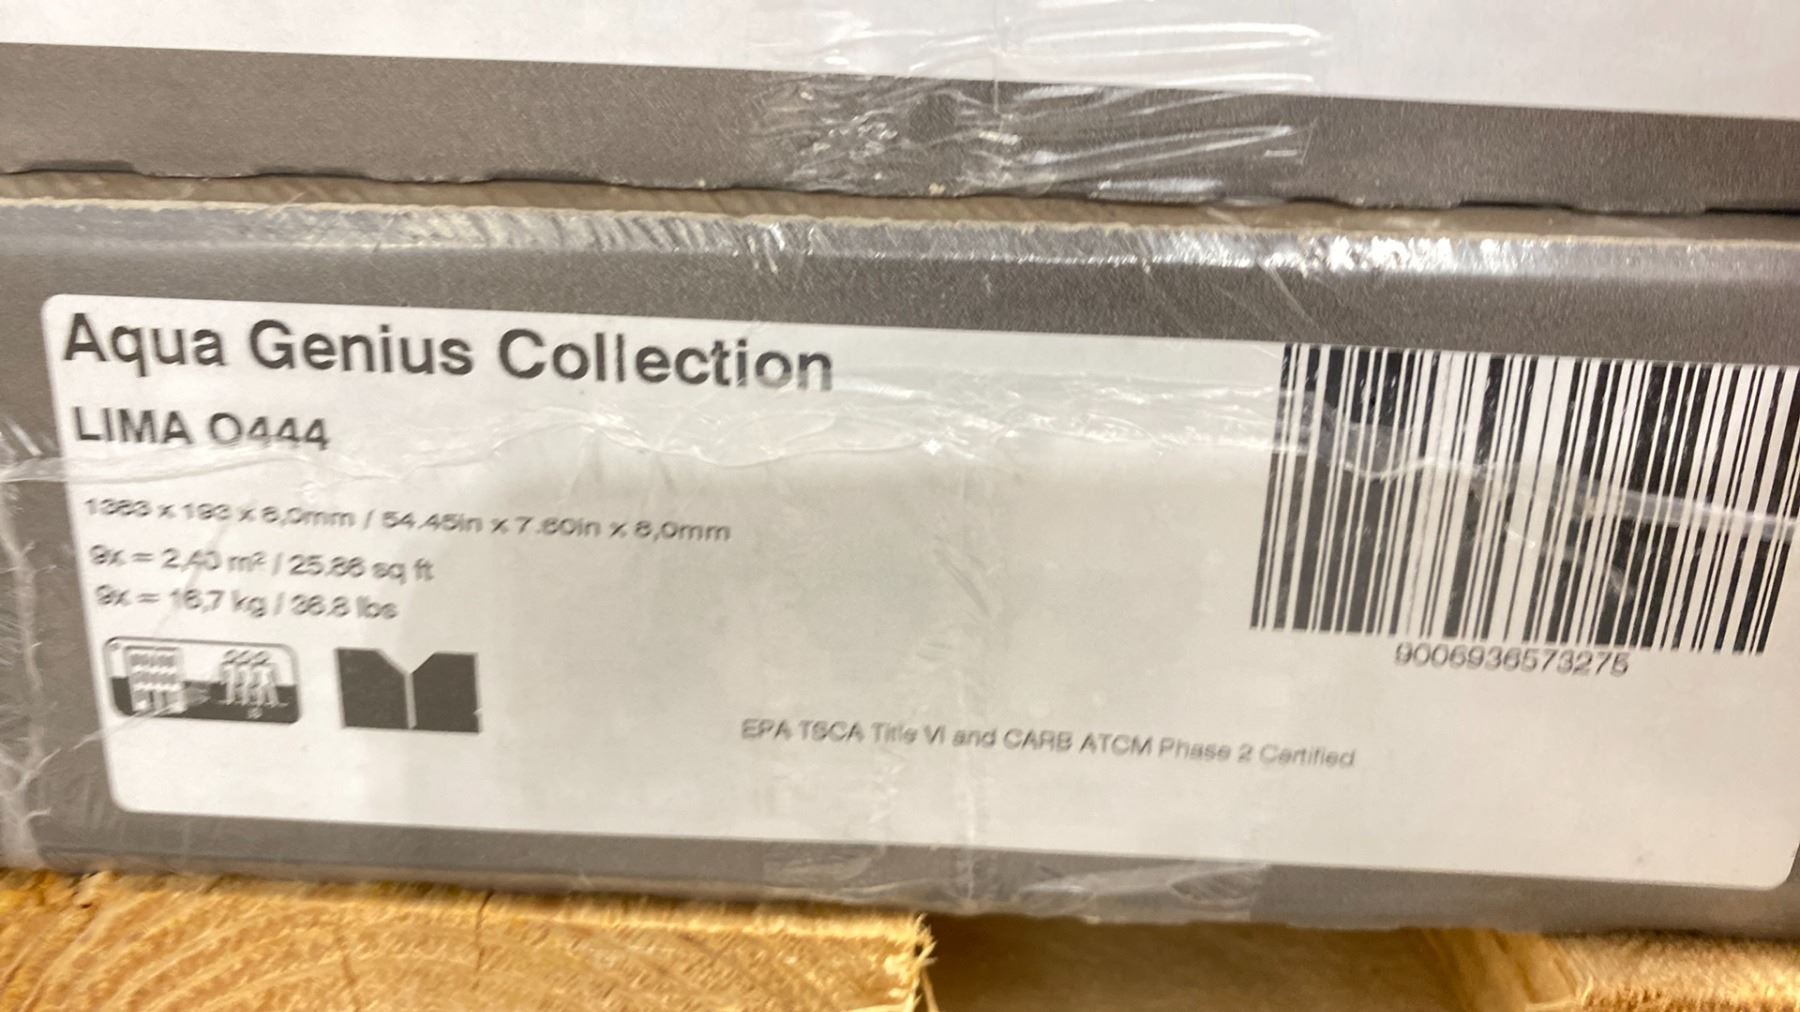 Aqua Genius Collection
LIMA O444
1383 x 193 x 8,0mm / 54.45in x 7.60in x 8,0mm
9x = 2,40 m² / 25.86 sq ft
9x = 16,7 kg / 36.8 lbs
9006936573275
EPA TSCA Title VI and CARB ATCM Phase 2 Certified